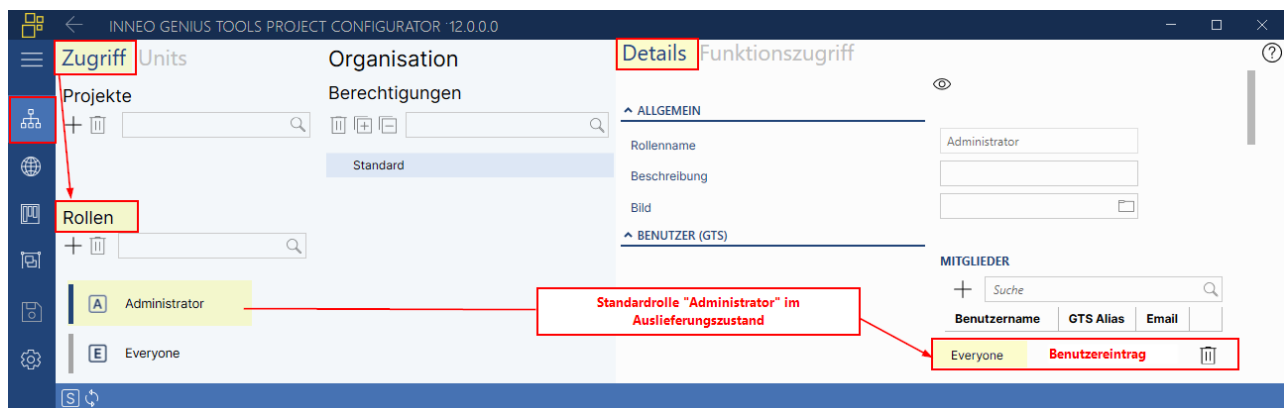 INNEO GENIUS TOOLS PROJECT CONFIGURATOR 12.0.0.0
Zugriff Units
Organisation
Details Funktionszugriff
Projekte
Berechtigungen
Standard
ALLGEMEIN
Rollenname
Administrator
Beschreibung
Bild
BENUTZER (GTS)
Rollen
MITGLIEDER
Suche
Benutzername GTS Alias Email
A Administrator
Standardrolle "Administrator" im
Auslieferungszustand
E Everyone
Everyone Benutzereintrag
S